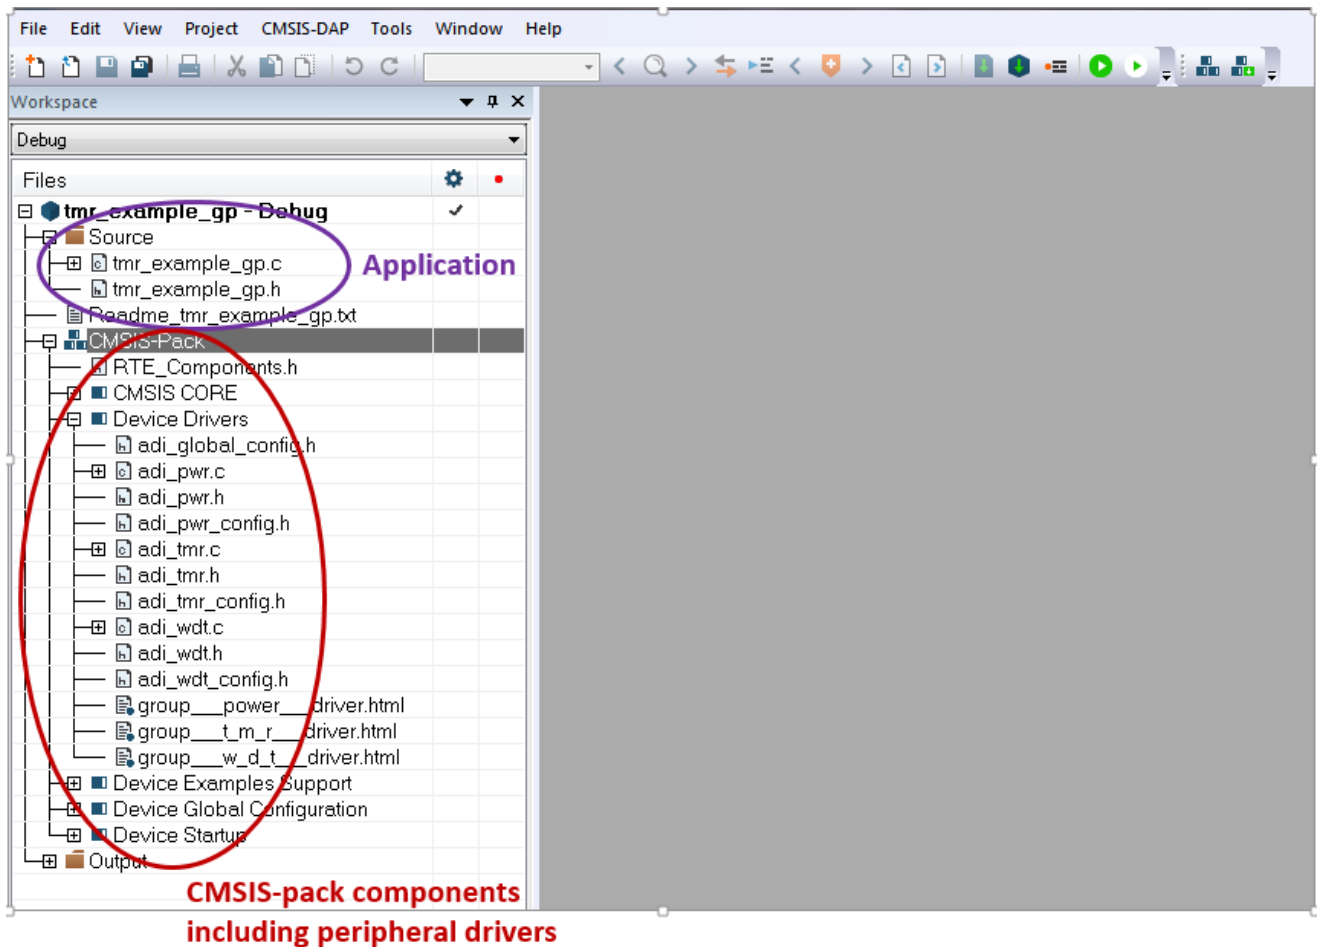 File Edit View Project CMSIS-DAP Tools Window Help
Workspace
Debug
Files
tmr_example_gp - Debug
Source
tmr_example_gp.c
Application
tmr_example_gp.h
Readme_tmr_example_gp.txt
CMSIS-Pack
RTE_Components.h
CMSIS CORE
Device Drivers
adi_global_config.h
adi_pwr.c
adi_pwr.h
adi_pwr_config.h
adi_tmr.c
adi_tmr.h
adi_tmr_config.h
adi_wdt.c
adi_wdt.h
adi_wdt_config.h
group___power___driver.html
group___t_m_r___driver.html
group___w_d_t___driver.html
Device Examples Support
Device Global Configuration
Device Startup
Output
CMSIS-pack components
including peripheral drivers